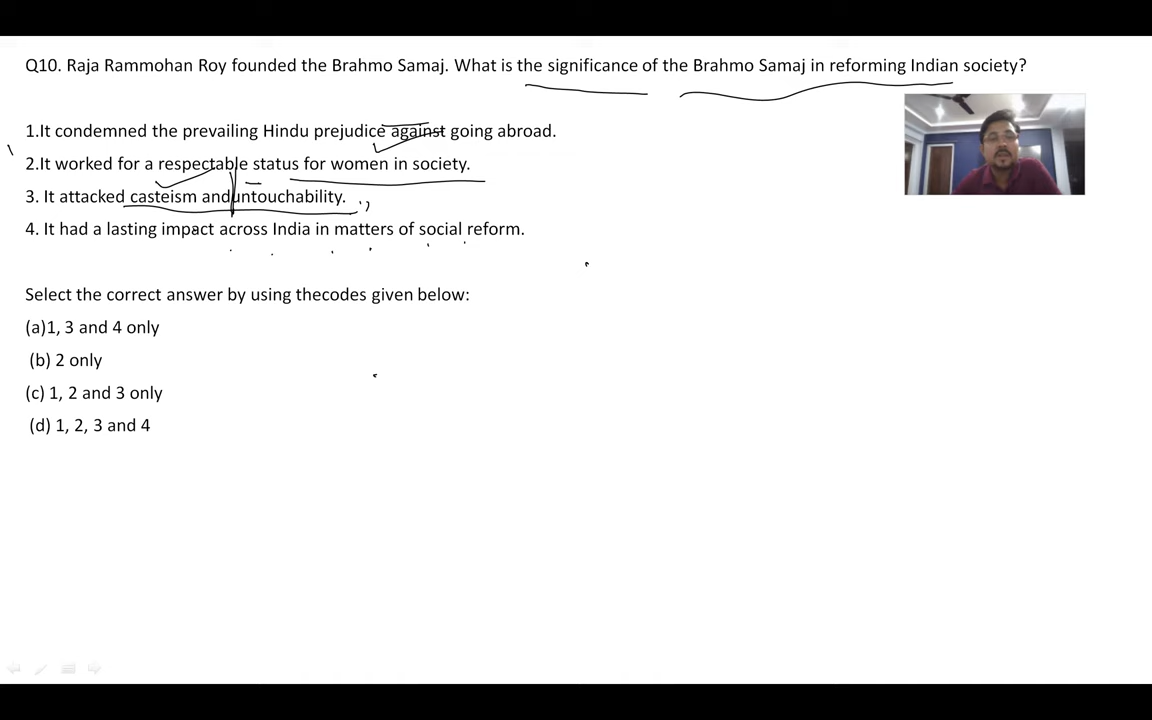 Q10. Raja Rammohan Roy founded the Brahmo Samaj. What is the significance of the Brahmo Samaj in reforming Indian society?
1.It condemned the prevailing Hindu prejudice against going abroad.
2.It worked for a respectable status for women in society.
3. It attacked casteism and untouchability.
4. It had a lasting impact across India in matters of social reform.
Select the correct answer by using thecodes given below:
(a)1, 3 and 4 only
(b) 2 only
(c) 1, 2 and 3 only
(d) 1, 2, 3 and 4